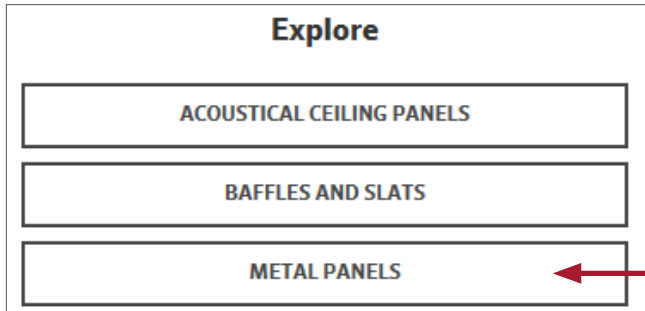 Explore
ACOUSTICAL CEILING PANELS
BAFFLES AND SLATS
METAL PANELS